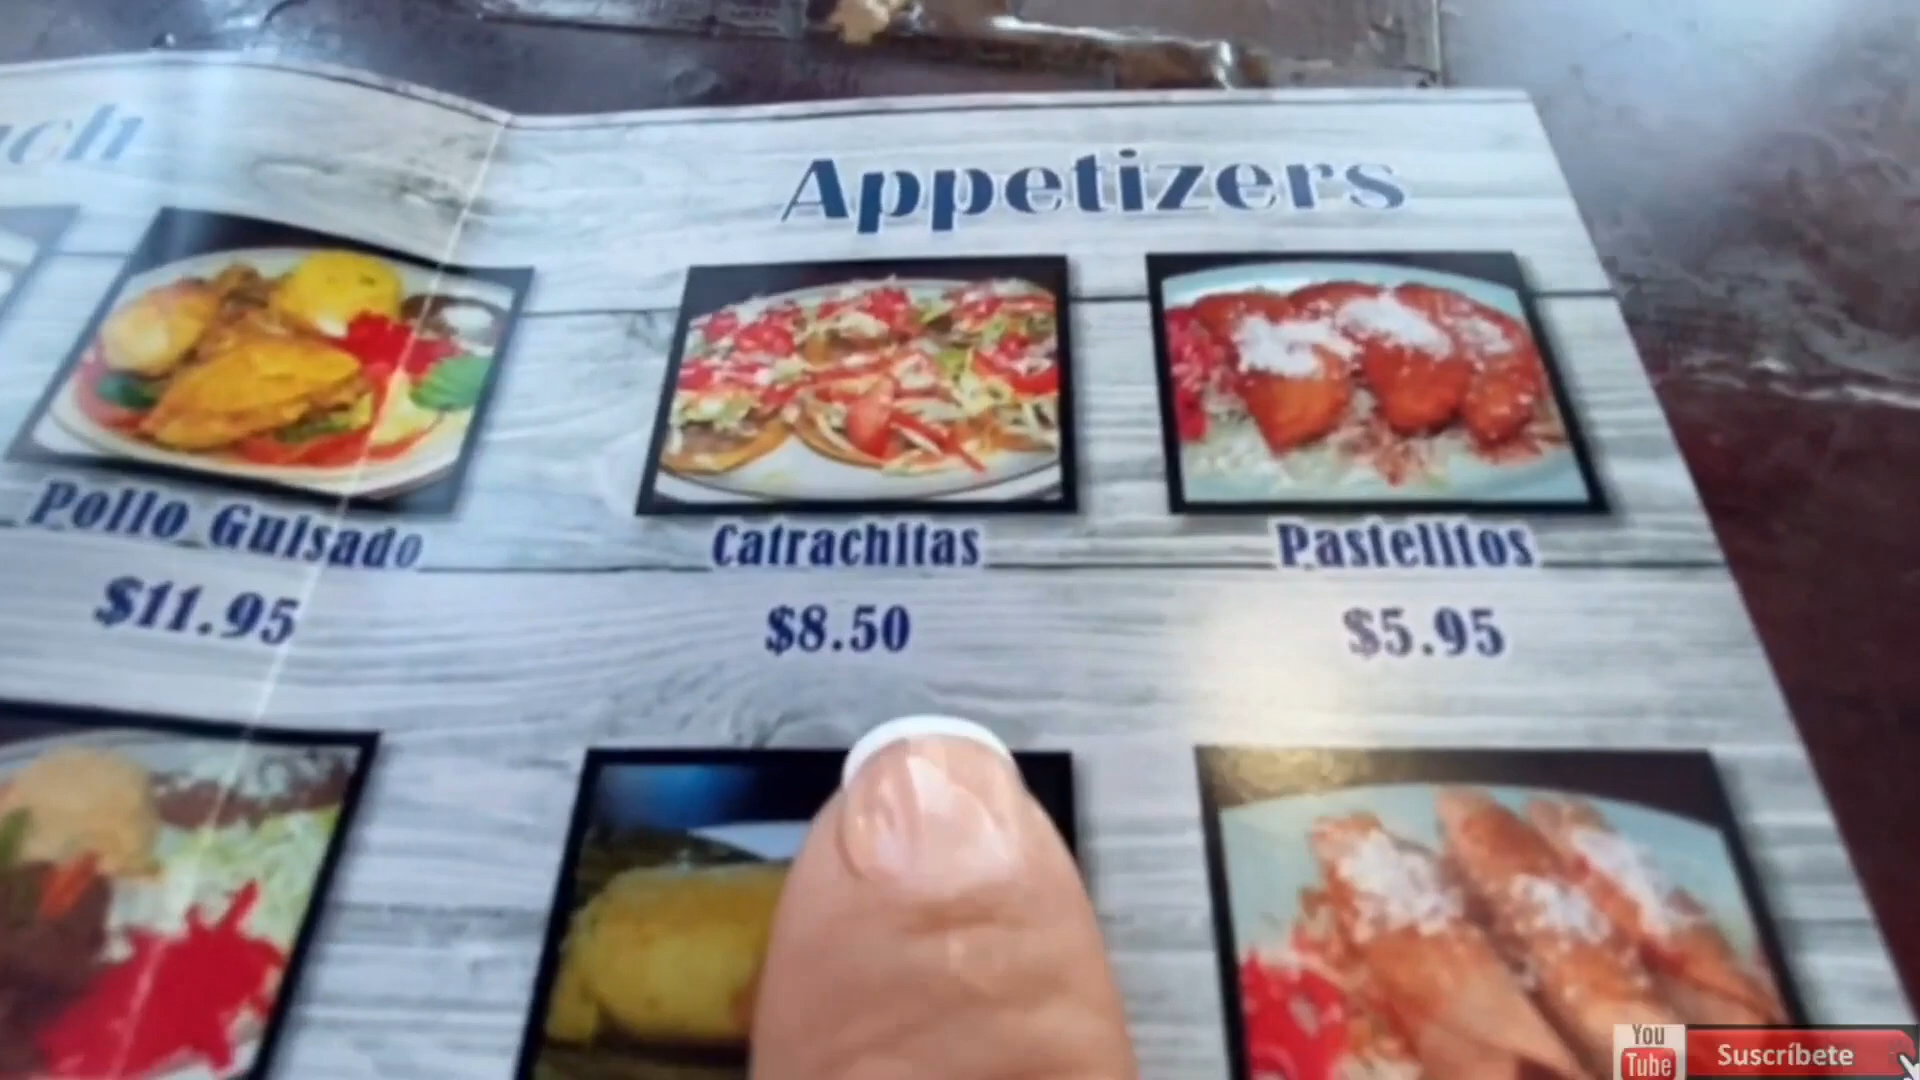 Appetizers
Pollo Guisado
$11.95
Catrachitas
$8.50
Pastelitos
$5.95
You
Tube
Suscríbete